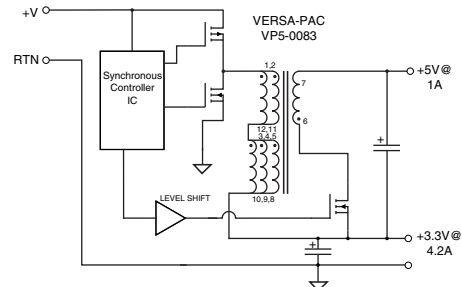 +V
VERSA-PAC
VP5-0083
RTN
Synchronous
Controller
IC
1,2
7
+5V@
1A
6
12,11
3,4,5
+
LEVEL SHIFT
10,9,8
+3.3V@
4.2A
+